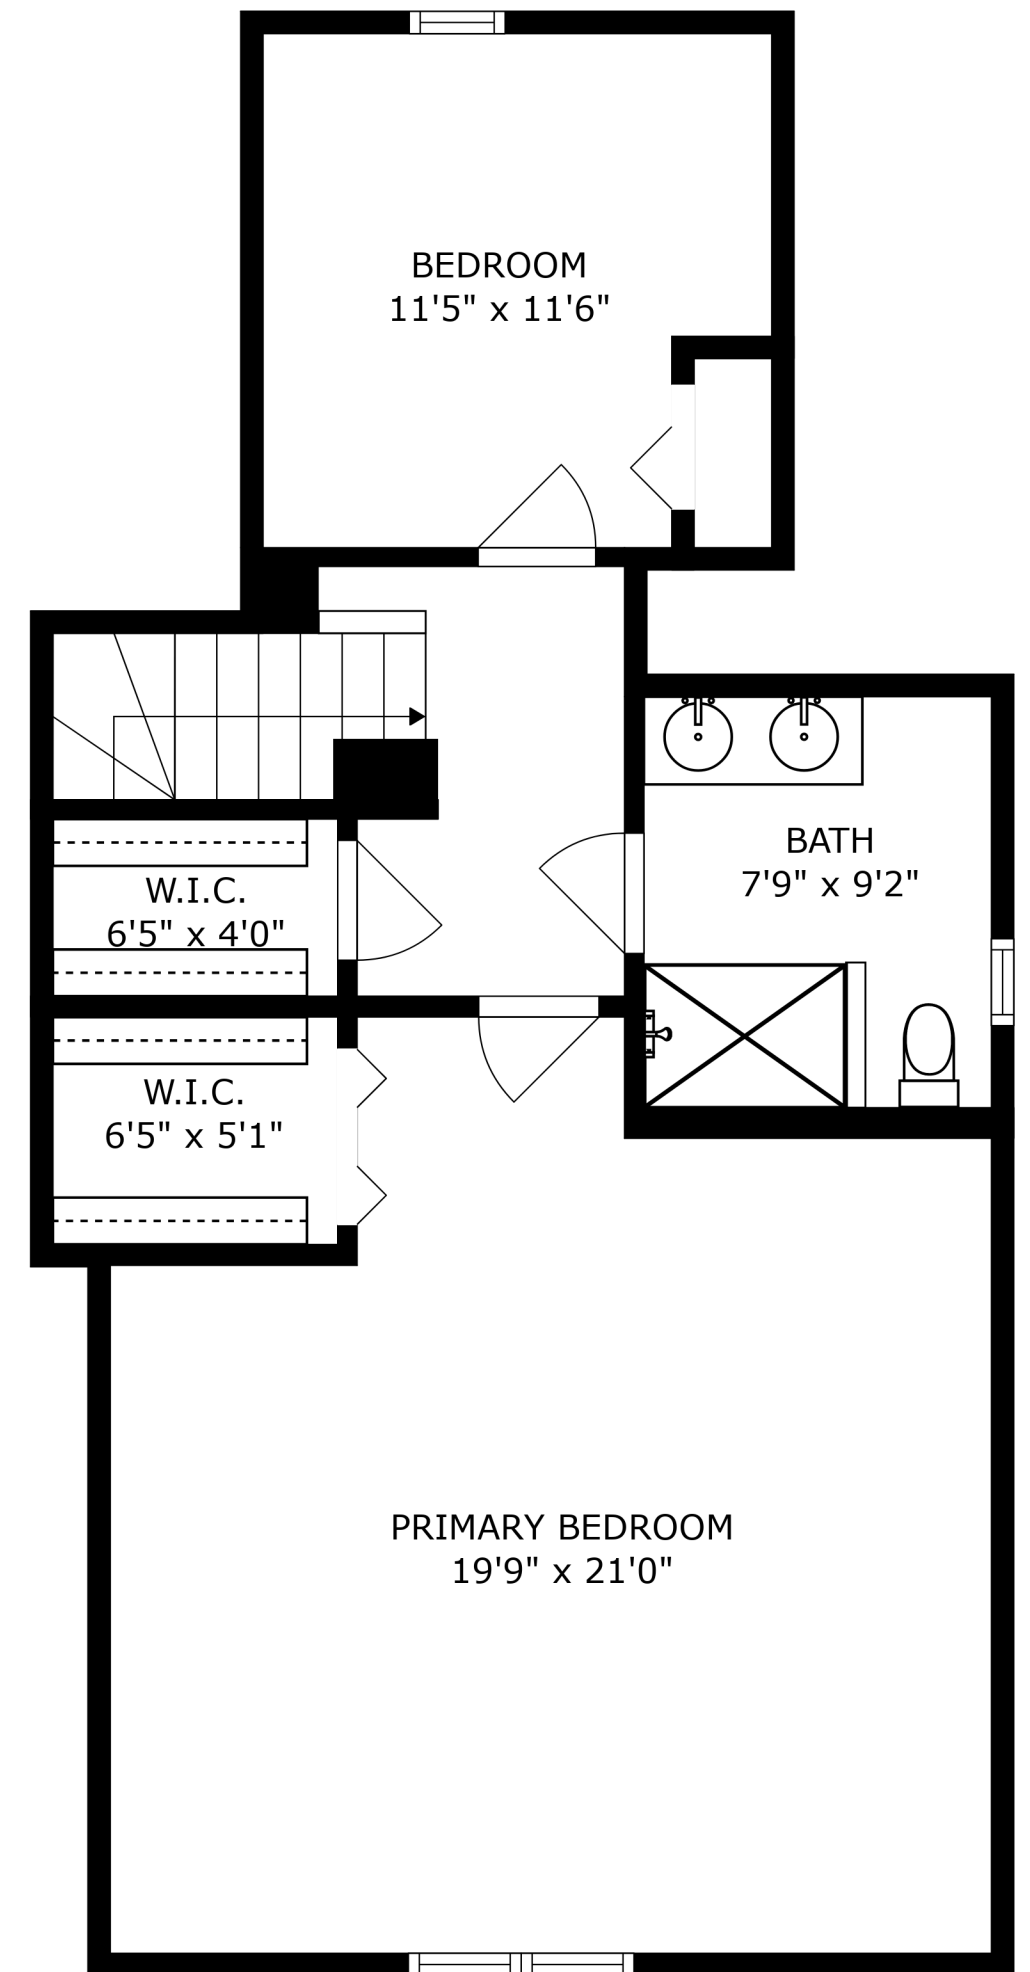 BEDROOM
11'5" x 11'6"
BATH
7'9" x 9'2"
W.I.C.
6'5" x 4'0"
W.I.C.
6'5" x 5'1"
PRIMARY BEDROOM
19'9" x 21'0"